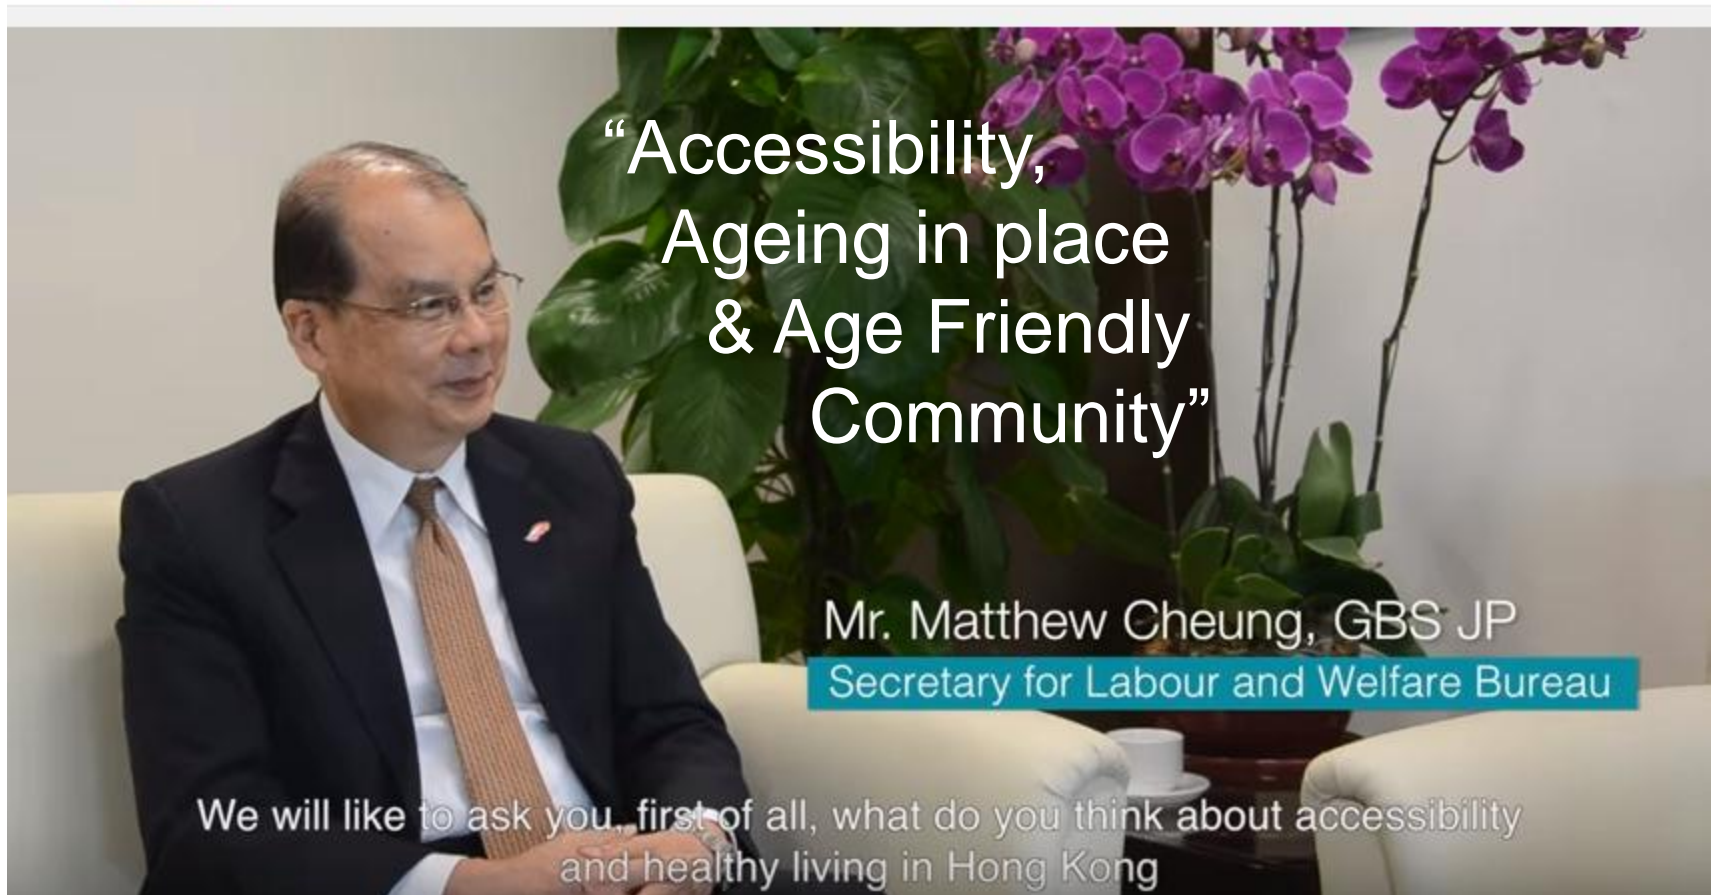 “Accessibility,
Ageing in place
& Age Friendly
Community”
Mr. Matthew Cheung, GBS JP
Secretary for Labour and Welfare Bureau
We will like to ask you, first of all, what do you think about accessibility
and healthy living in Hong Kong